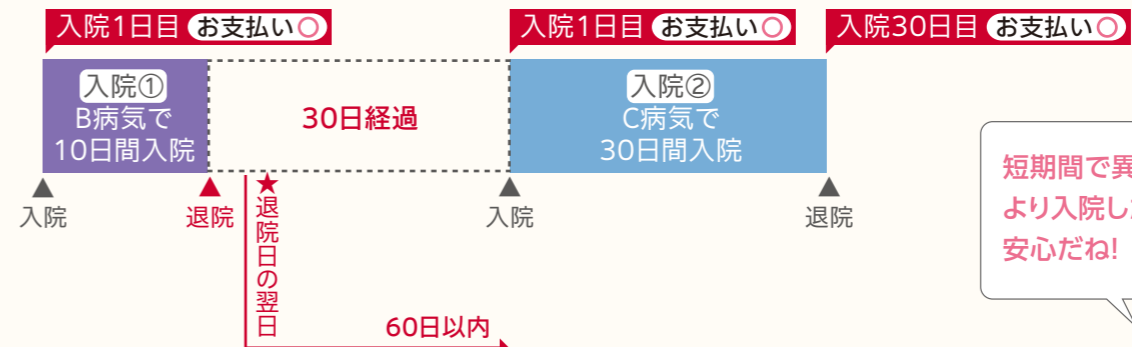 入院1日目 お支払い○
入院1日目 お支払い○
入院30日目 お支払い○
入院①
B病気で
10日間入院
30日経過
入院②
C病気で
30日間入院
入院
退院
★退院日の翌日
入院
退院
60日以内
短期間で異
より入院し
安心だね!